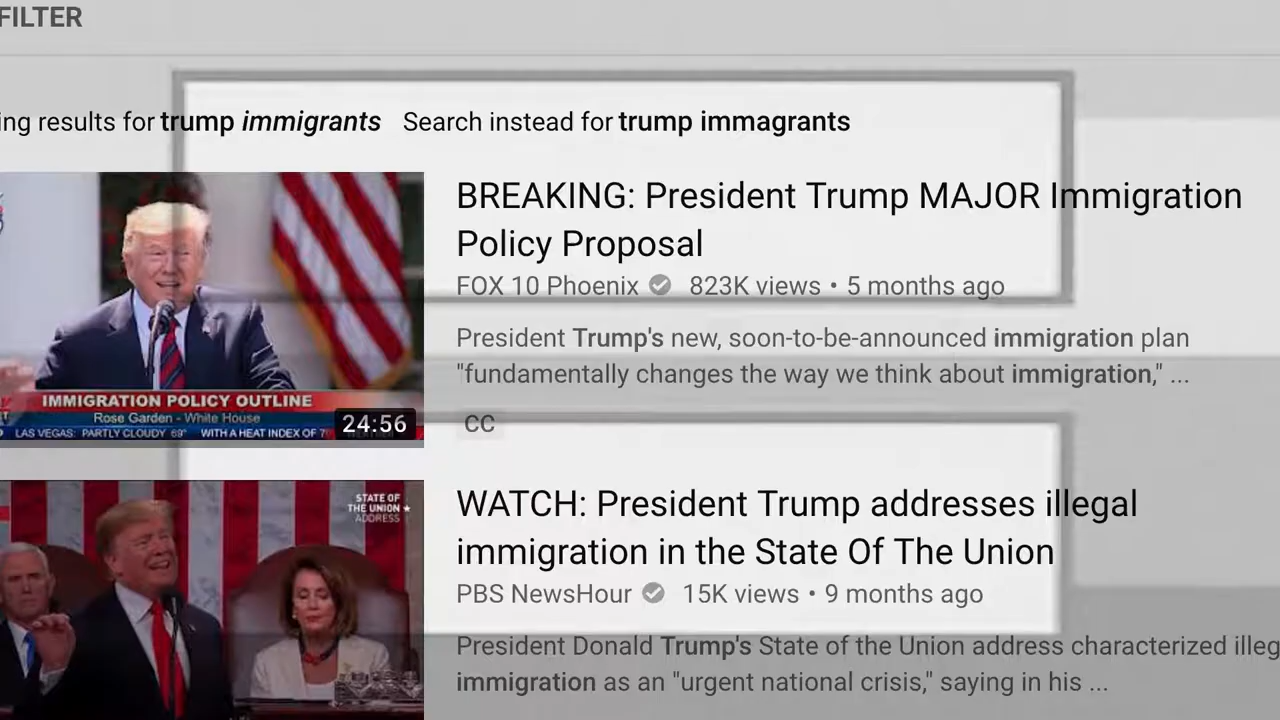 FILTER
ing results for trump immigrants Search instead for trump immagrants
BREAKING: President Trump MAJOR Immigration
Policy Proposal
FOX 10 Phoenix 823K views • 5 months ago
President Trump's new, soon-to-be-announced immigration plan
"fundamentally changes the way we think about immigration," ...
CC
IMMIGRATION POLICY OUTLINE
Rose Garden - White House
LAS VEGAS: PARTLY CLOUDY 69° WITH A HEAT INDEX OF
24:56
STATE OF
THE UNION
ADDRESS
WATCH: President Trump addresses illegal
immigration in the State Of The Union
PBS NewsHour 15K views • 9 months ago
President Donald Trump's State of the Union address characterized illeg
immigration as an "urgent national crisis," saying in his ...